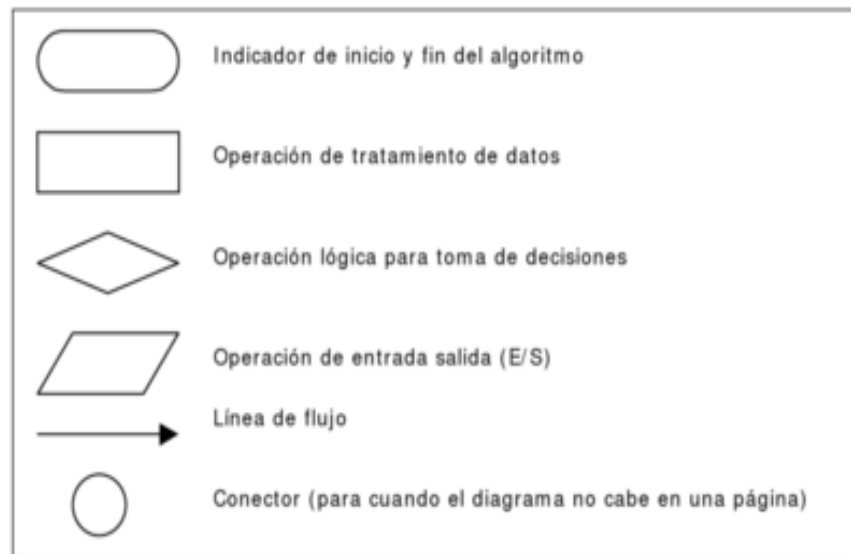 Indicador de inicio y fin del algoritmo
Operación de tratamiento de datos
Operación lógica para toma de decisiones
Operación de entrada salida (E/S)
Línea de flujo
Conector (para cuando el diagrama no cabe en una página)